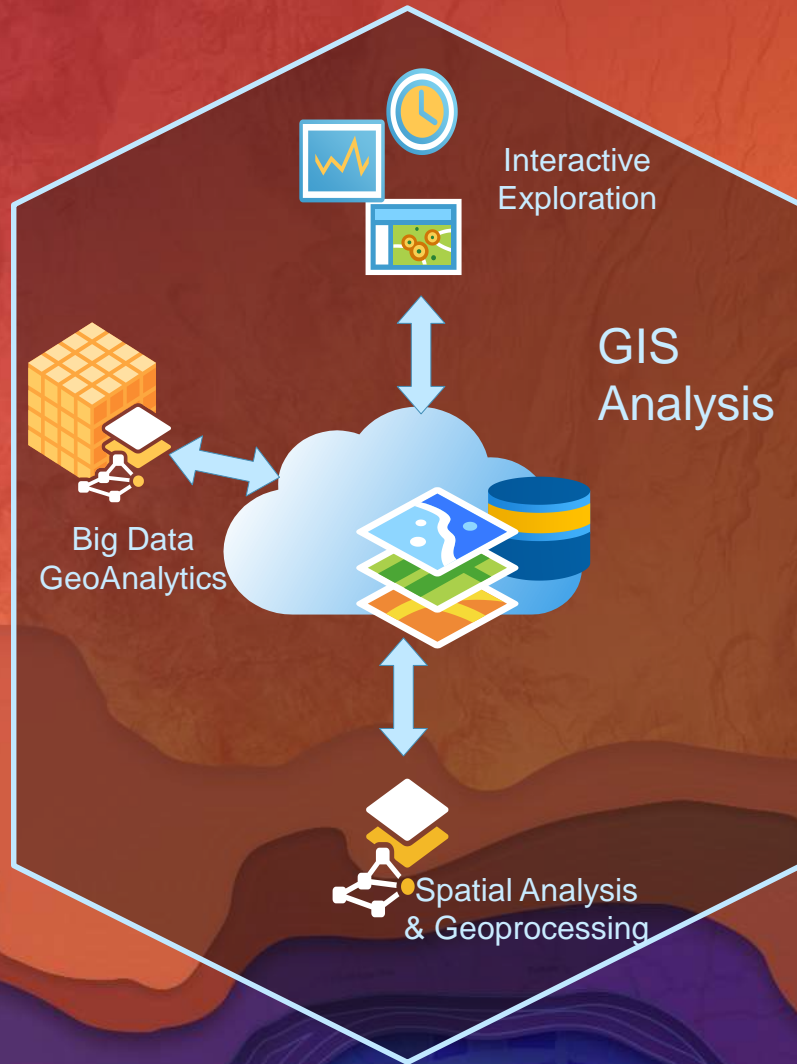 Interactive
Exploration
GIS
Analysis
Big Data
GeoAnalytics
Spatial Analysis
& Geoprocessing